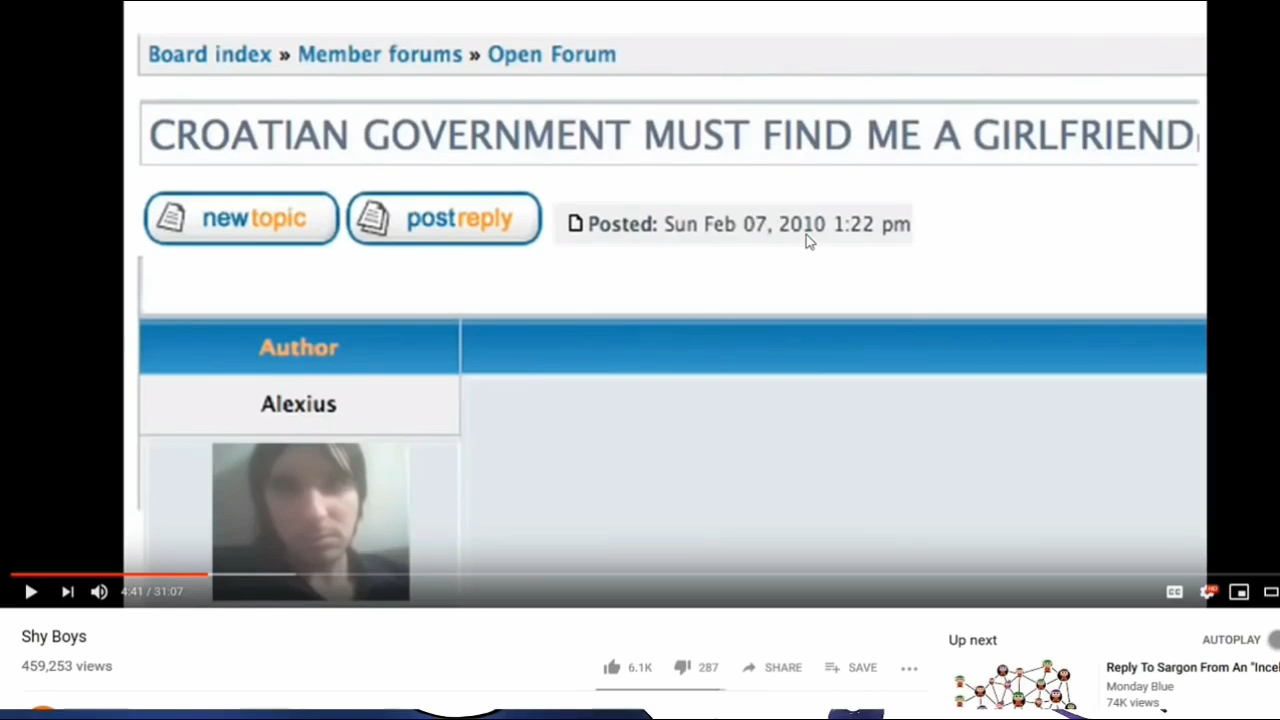 Board index » Member forums » Open Forum
CROATIAN GOVERNMENT MUST FIND ME A GIRLFRIEND
newtopic
postreply
Posted: Sun Feb 07, 2010 1:22 pm
Author
Alexius
4:41 / 31:07
CC
HD
Shy Boys
459,253 views
6.1K
287
SHARE
SAVE
Up next
AUTOPLAY
Reply To Sargon From An "Incel
Monday Blue
74K views